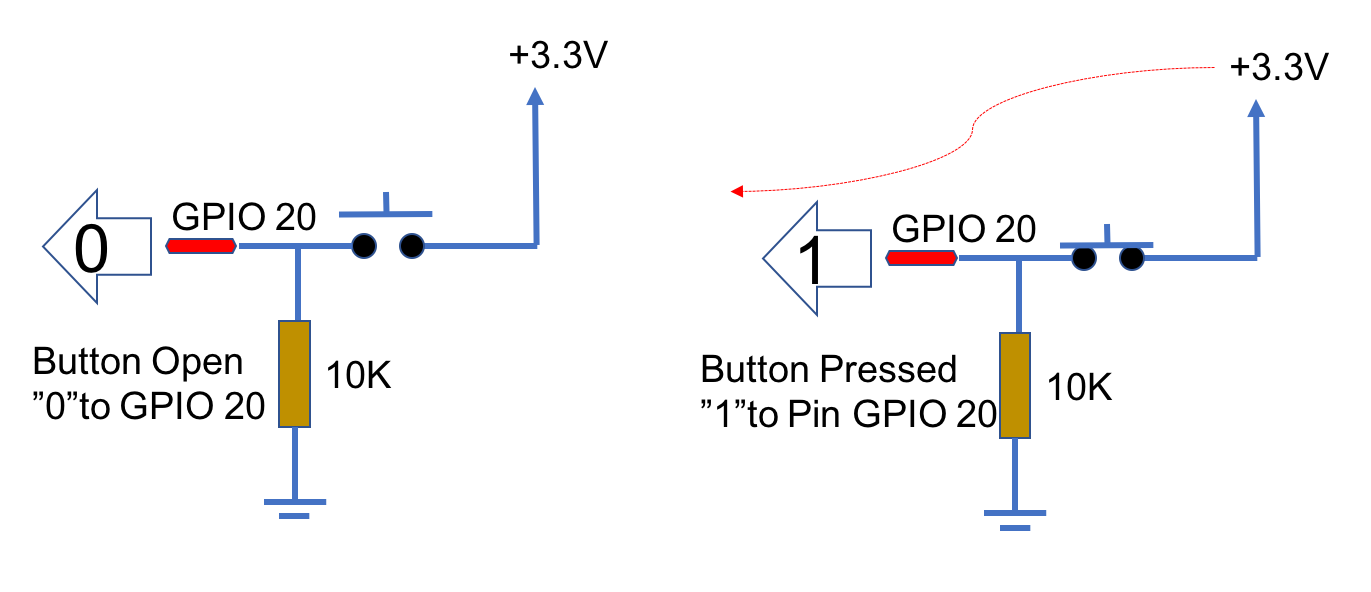 +3.3V
GPIO 20
0
10K
Button Open
”0”to GPIO 20
+3.3V
GPIO 20
1
10K
Button Pressed
”1”to Pin GPIO 20